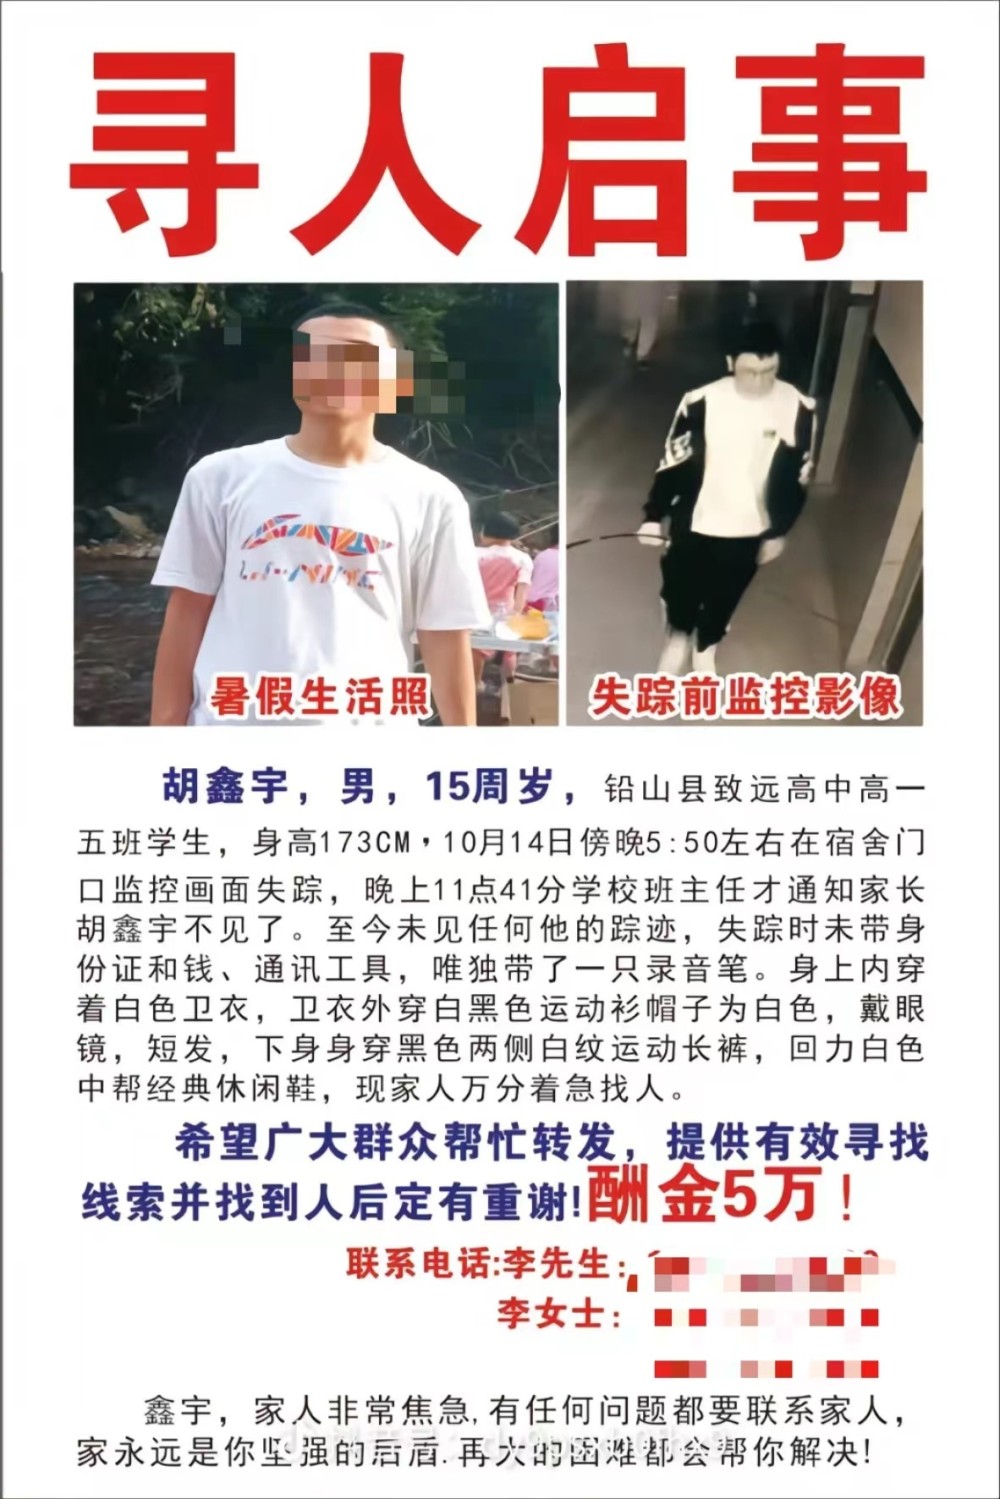 寻人启事
暑假生活照
失踪前监控影像
胡鑫宇，男，15周岁，铅山县致远高中高一
五班学生，身高173CM，10月14日傍晚5:50左右在宿舍门
口监控画面失踪，晚上11点41分学校班主任才通知家长
胡鑫宇不见了。至今未见任何他的踪迹，失踪时未带身
份证和钱、通讯工具，唯独带了一只录音笔。身上内穿
着白色卫衣，卫衣外穿白黑色运动衫帽子为白色，戴眼
镜，短发，下身身穿黑色两侧白纹运动长裤，回力白色
中帮经典休闲鞋，现家人万分着急找人。
希望广大群众帮忙转发，提供有效寻找
线索并找到人后定有重谢!酬金5万！
联系电话:李先生：
李女士：
鑫宇，家人非常焦急,有任何问题都要联系家人，
家永远是你坚强的后盾.再大的困难都会帮你解决!